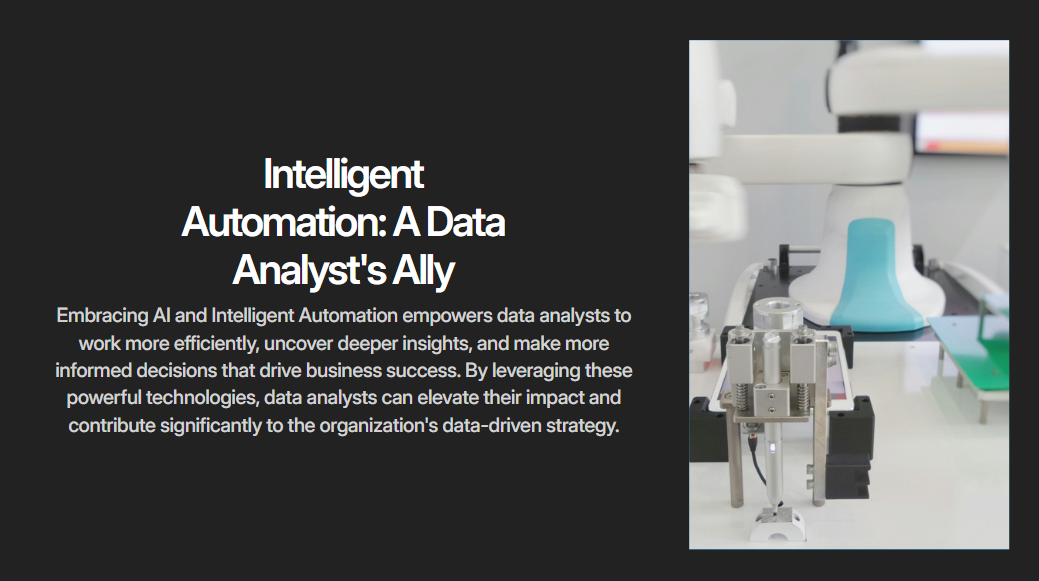 Intelligent
Automation: A Data
Analyst's Ally
Embracing AI and Intelligent Automation empowers data analysts to
work more efficiently, uncover deeper insights, and make more
informed decisions that drive business success. By leveraging these
powerful technologies, data analysts can elevate their impact and
contribute significantly to the organization's data-driven strategy.